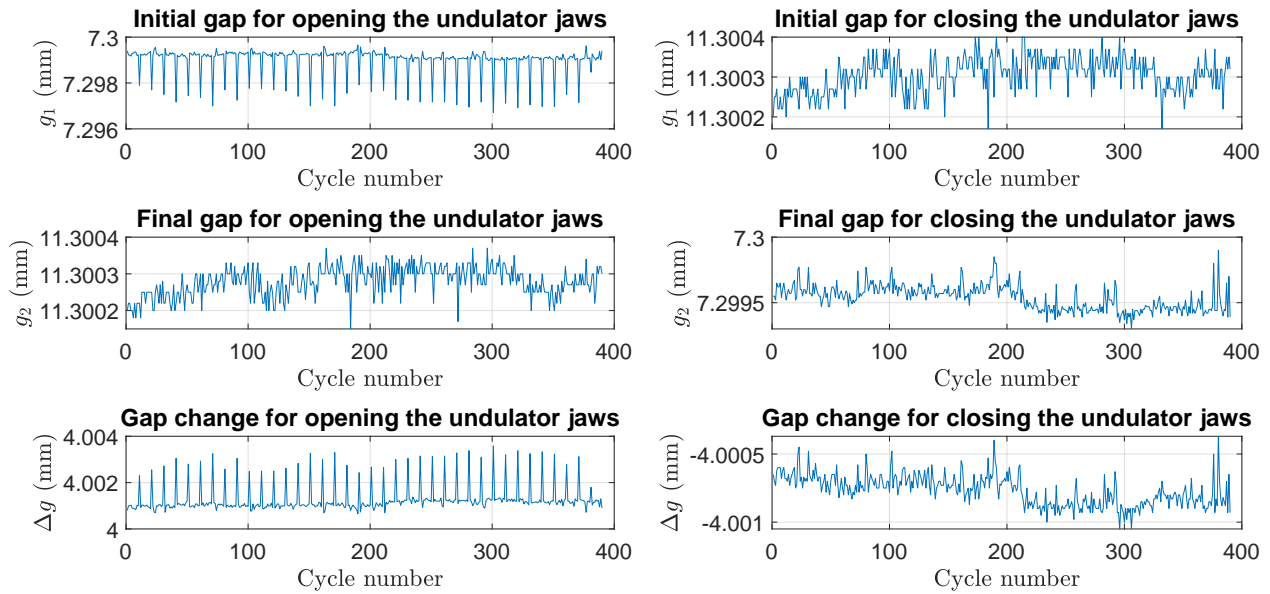 Initial gap for opening the undulator jaws
7.3
7.298
7.296
g₁ (mm)
0 100 200 300 400
Cycle number
Initial gap for closing the undulator jaws
11.3004
11.3003
11.3002
g₁ (mm)
0 100 200 300 400
Cycle number
Final gap for opening the undulator jaws
11.3004
11.3003
11.3002
g₂ (mm)
0 100 200 300 400
Cycle number
Final gap for closing the undulator jaws
7.3
7.2995
g₂ (mm)
0 100 200 300 400
Cycle number
Gap change for opening the undulator jaws
4.004
4.002
4
Δg (mm)
0 100 200 300 400
Cycle number
Gap change for closing the undulator jaws
-4.0005
-4.001
Δg (mm)
0 100 200 300 400
Cycle number